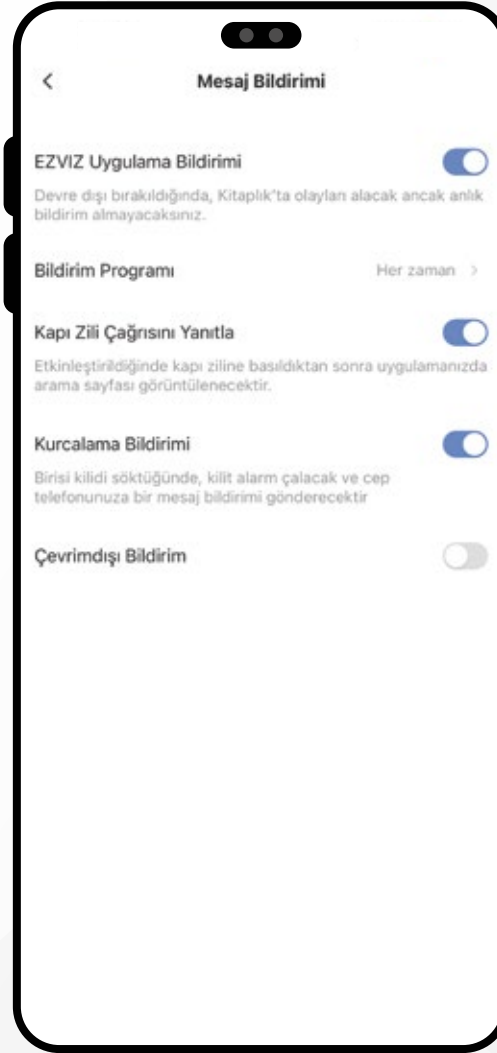 Mesaj Bildirimi
EZVIZ Uygulama Bildirimi
Devre dışı bırakıldığında, Kitaplık'ta olayları alacak ancak anlık
bildirim almayacaksınız.
Bildirim Programı
Her zaman
Kapı Zili Çağrısını Yanıtla
Etkinleştirildiğinde kapı ziline basıldıktan sonra uygulamanızda
arama sayfası görüntülenecektir.
Kurcalama Bildirimi
Birisi kilidi söktüğünde, kilit alarm çalacak ve cep
telefonunuza bir mesaj bildirimi gönderecektir
Çevrimdışı Bildirim